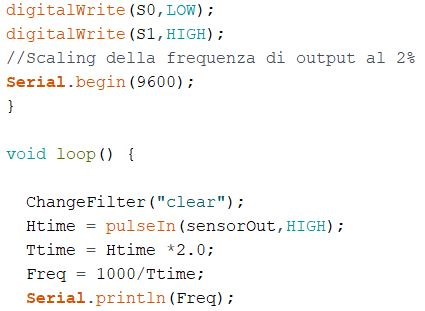 digitalWrite(S0,LOW);
digitalWrite(S1,HIGH);
//Scaling della frequenza di output al 2%
Serial.begin(9600);
}
void loop() {
ChangeFilter("clear");
Htime = pulseIn(sensorOut,HIGH);
Ttime = Htime *2.0;
Freq = 1000/Ttime;
Serial.println(Freq);